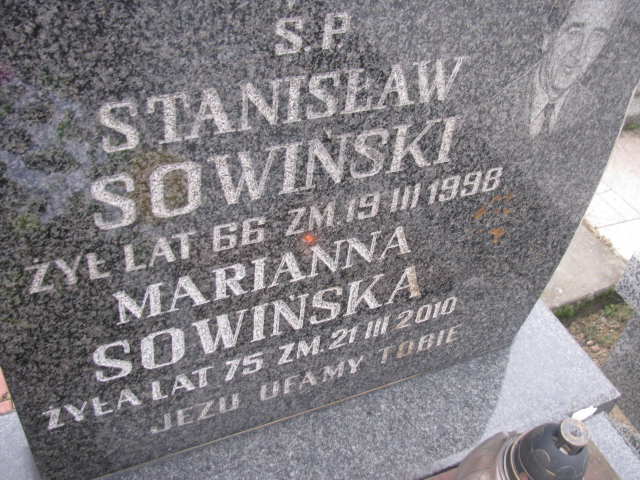 Ś.P.
STANISŁAW
SOWIŃSKI
ŻYŁ LAT 66 ZM.19 III 1998
MARIANNA
SOWIŃSKA
ŻYŁA LAT 75 ZM.21 III 2010
JEZU UFAMY TOBIE